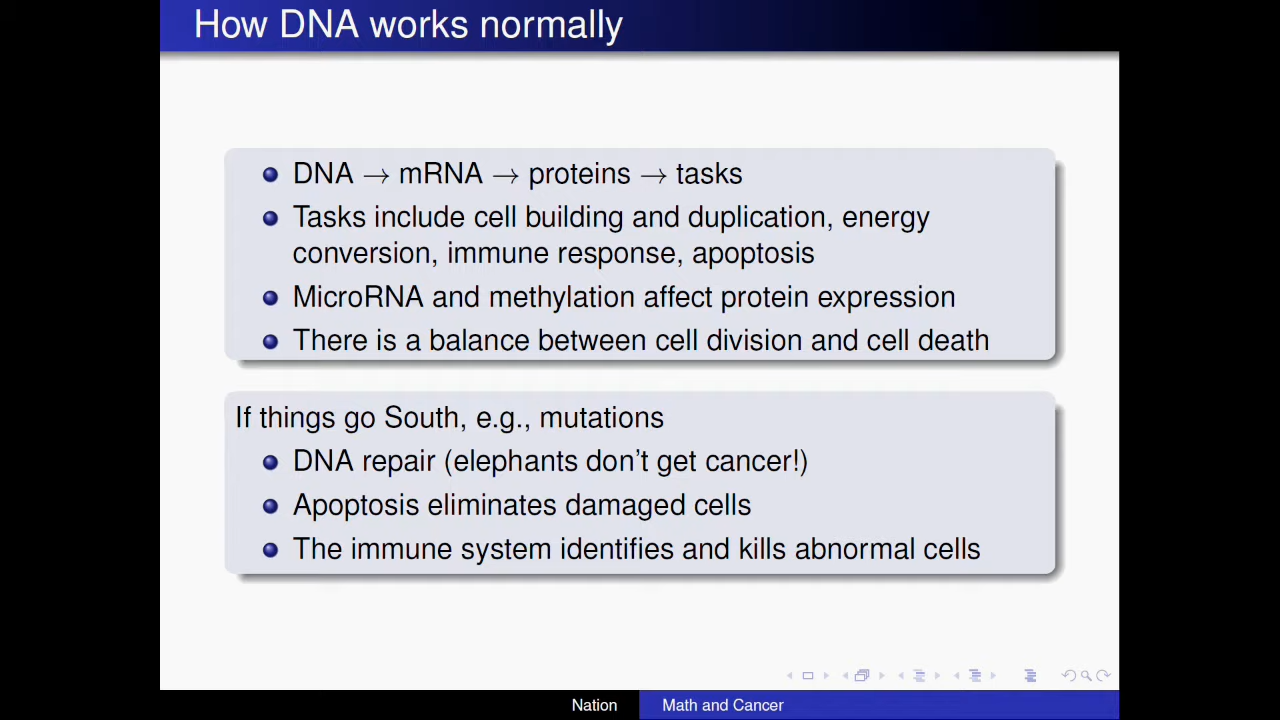 How DNA works normally
DNA → mRNA → proteins → tasks
Tasks include cell building and duplication, energy
conversion, immune response, apoptosis
MicroRNA and methylation affect protein expression
There is a balance between cell division and cell death
If things go South, e.g., mutations
DNA repair (elephants don't get cancer!)
Apoptosis eliminates damaged cells
The immune system identifies and kills abnormal cells
Nation
Math and Cancer